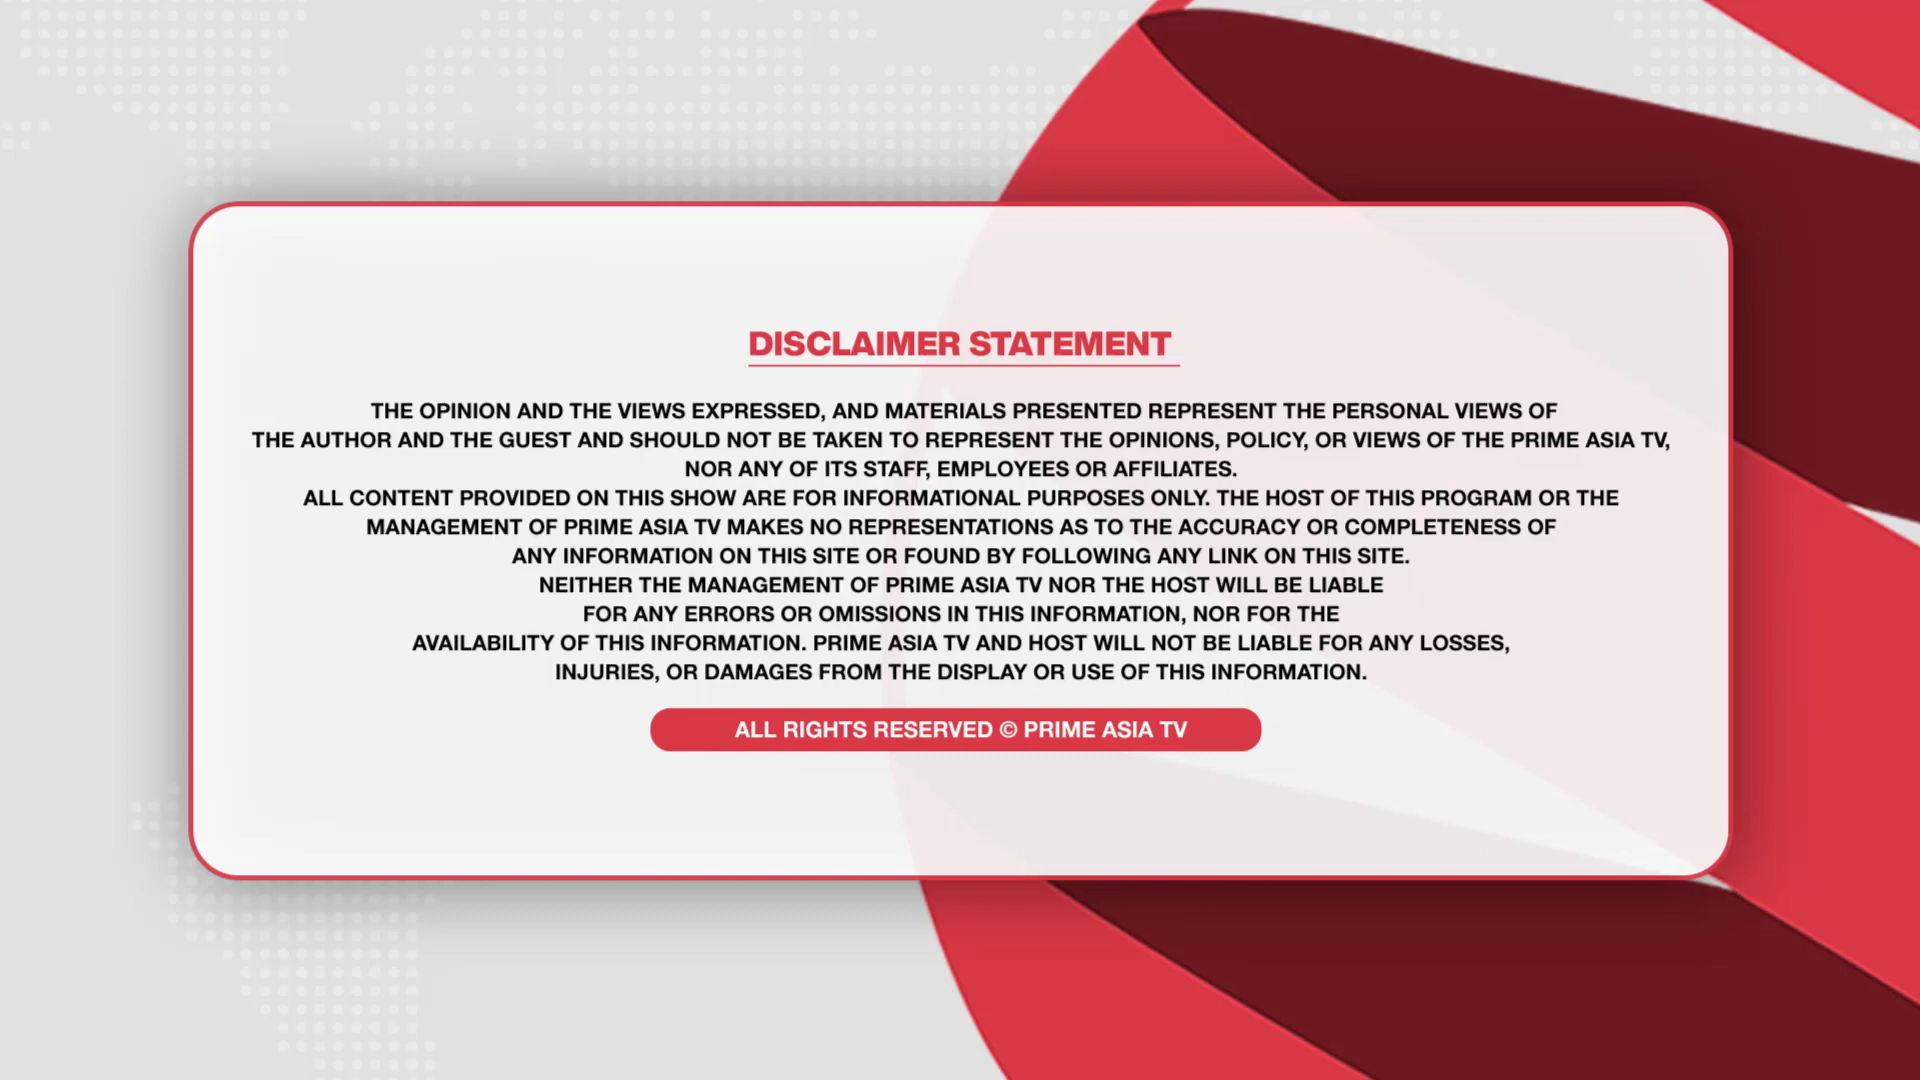 DISCLAIMER STATEMENT
THE OPINION AND THE VIEWS EXPRESSED, AND MATERIALS PRESENTED REPRESENT THE PERSONAL VIEWS OF
THE AUTHOR AND THE GUEST AND SHOULD NOT BE TAKEN TO REPRESENT THE OPINIONS, POLICY, OR VIEWS OF THE PRIME ASIA TV,
NOR ANY OF ITS STAFF, EMPLOYEES OR AFFILIATES.
ALL CONTENT PROVIDED ON THIS SHOW ARE FOR INFORMATIONAL PURPOSES ONLY. THE HOST OF THIS PROGRAM OR THE
MANAGEMENT OF PRIME ASIA TV MAKES NO REPRESENTATIONS AS TO THE ACCURACY OR COMPLETENESS OF
ANY INFORMATION ON THIS SITE OR FOUND BY FOLLOWING ANY LINK ON THIS SITE.
NEITHER THE MANAGEMENT OF PRIME ASIA TV NOR THE HOST WILL BE LIABLE
FOR ANY ERRORS OR OMISSIONS IN THIS INFORMATION, NOR FOR THE
AVAILABILITY OF THIS INFORMATION. PRIME ASIA TV AND HOST WILL NOT BE LIABLE FOR ANY LOSSES,
INJURIES, OR DAMAGES FROM THE DISPLAY OR USE OF THIS INFORMATION.
ALL RIGHTS RESERVED © PRIME ASIA TV